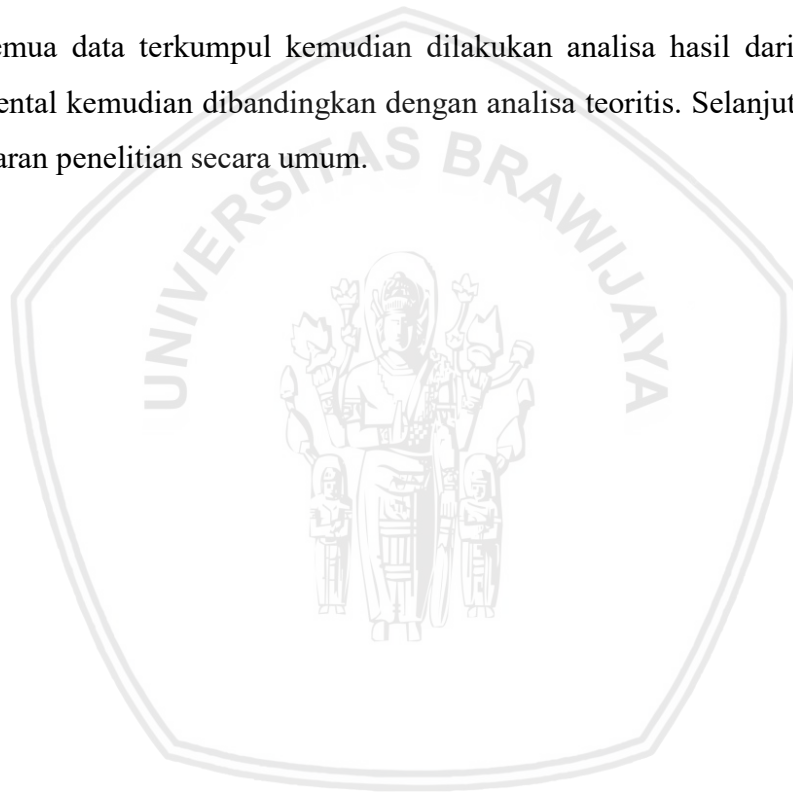 emua data terkumpul kemudian dilakukan analisa hasil dari
ental kemudian dibandingkan dengan analisa teoritis. Selanjut
aran penelitian secara umum.
UNIVERSITAS BRAWIJAYA